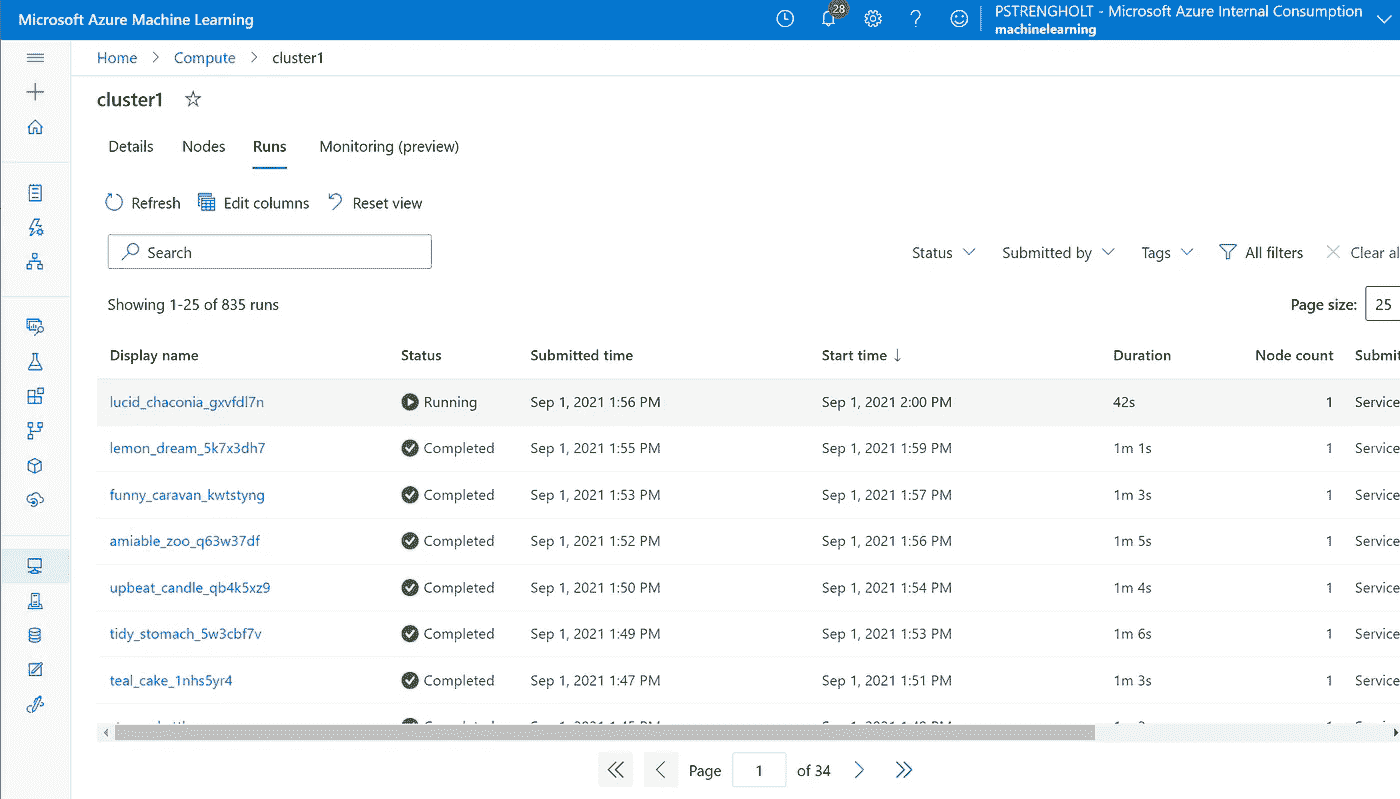 Microsoft Azure Machine Learning
28
PSTRENGHOLT - Microsoft Azure Internal Consumption
machinelearning
Home > Compute > cluster1
cluster1
Details Nodes Runs Monitoring (preview)
Refresh Edit columns Reset view
Search
Status Submitted by Tags All filters Clear al
Showing 1-25 of 835 runs
Page size: 25
Display name Status Submitted time Start time ↓ Duration Node count Submit
lucid_chaconia_gxvfdl7n Running Sep 1, 2021 1:56 PM Sep 1, 2021 2:00 PM 42s 1 Service
lemon_dream_5k7x3dh7 Completed Sep 1, 2021 1:55 PM Sep 1, 2021 1:59 PM 1m 1s 1 Service
funny_caravan_kwtstyng Completed Sep 1, 2021 1:53 PM Sep 1, 2021 1:57 PM 1m 3s 1 Service
amiable_zoo_q63w37df Completed Sep 1, 2021 1:52 PM Sep 1, 2021 1:56 PM 1m 5s 1 Service
upbeat_candle_qb4k5xz9 Completed Sep 1, 2021 1:50 PM Sep 1, 2021 1:54 PM 1m 4s 1 Service
tidy_stomach_5w3cbf7v Completed Sep 1, 2021 1:49 PM Sep 1, 2021 1:53 PM 1m 6s 1 Service
teal_cake_1nhs5yr4 Completed Sep 1, 2021 1:47 PM Sep 1, 2021 1:51 PM 1m 3s 1 Service
Page 1 of 34